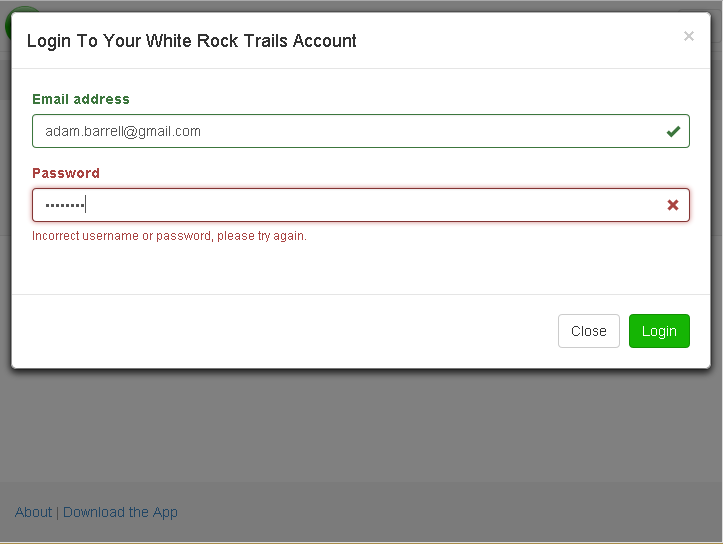 Login To Your White Rock Trails Account
×
Email address
adam.barrell@gmail.com
Password
••••••••
Incorrect username or password, please try again.
Close Login
About | Download the App